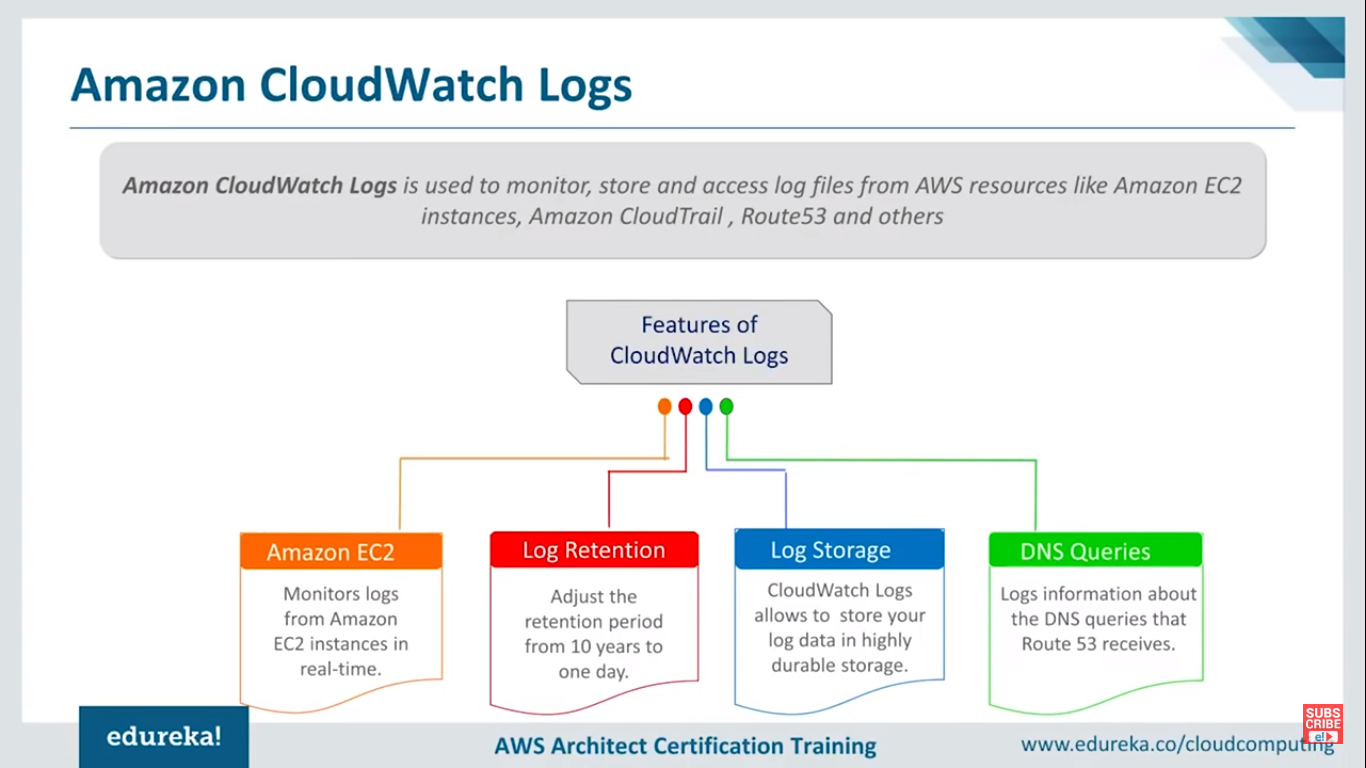 Amazon CloudWatch Logs
Amazon CloudWatch Logs is used to monitor, store and access log files from AWS resources like Amazon EC2
instances, Amazon CloudTrail , Route53 and others
Features of
CloudWatch Logs
Amazon EC2
Monitors logs
from Amazon
EC2 instances in
real-time.
Log Retention
Adjust the
retention period
from 10 years to
one day.
Log Storage
CloudWatch Logs
allows to store your
log data in highly
durable storage.
DNS Queries
Logs information about
the DNS queries that
Route 53 receives.
edureka!
AWS Architect Certification Training
www.edureka.co/cloudcomputing
SUBS
CRIBE
e!